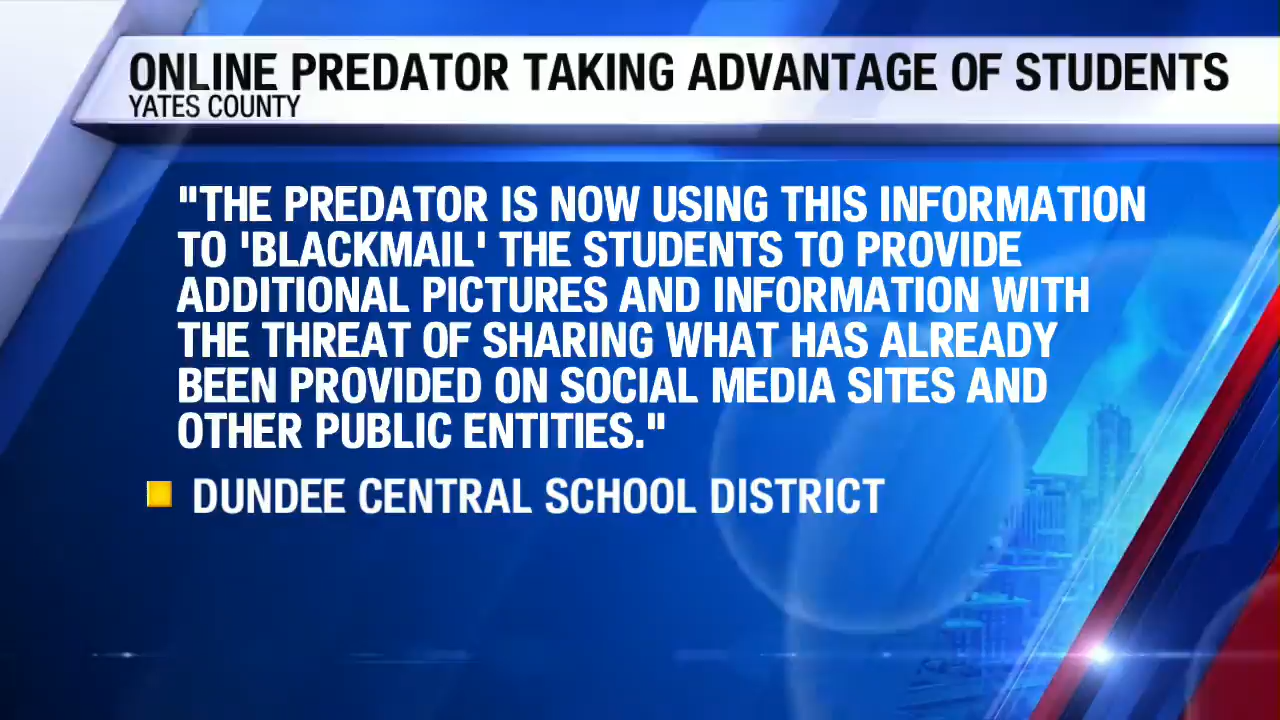 ONLINE PREDATOR TAKING ADVANTAGE OF STUDENTS
YATES COUNTY
"THE PREDATOR IS NOW USING THIS INFORMATION
TO 'BLACKMAIL' THE STUDENTS TO PROVIDE
ADDITIONAL PICTURES AND INFORMATION WITH
THE THREAT OF SHARING WHAT HAS ALREADY
BEEN PROVIDED ON SOCIAL MEDIA SITES AND
OTHER PUBLIC ENTITIES."
DUNDEE CENTRAL SCHOOL DISTRICT